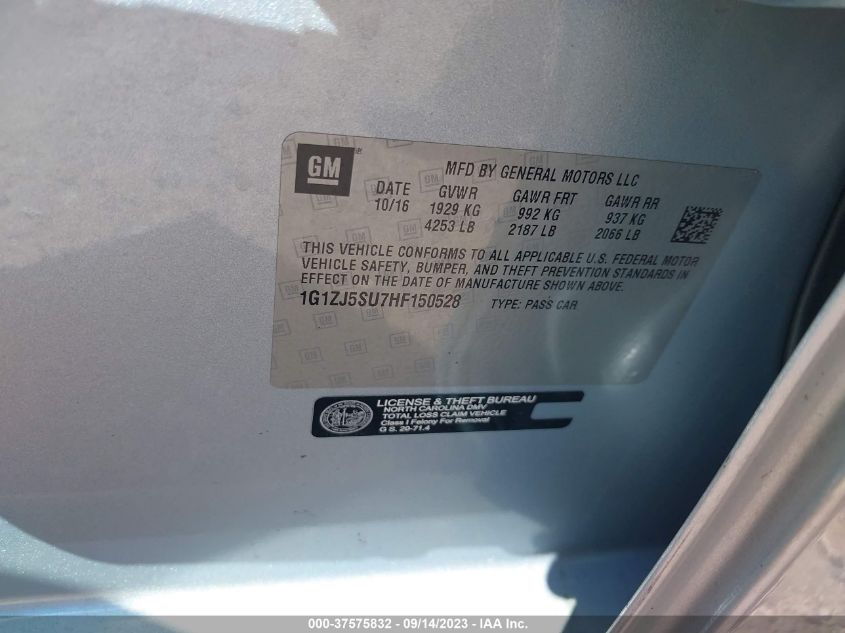 GM
MFD BY GENERAL MOTORS LLC
DATE GVWR GAWR FRT GAWR RR
10/16 1929 KG 992 KG 937 KG
4253 LB 2187 LB 2066 LB
THIS VEHICLE CONFORMS TO ALL APPLICABLE U.S. FEDERAL MOTOR
VEHICLE SAFETY, BUMPER, AND THEFT PREVENTION STANDARDS IN
EFFECT ON THE DATE OF MANUFACTURE SHOWN ABOVE.
1G1ZJ5SU7HF150528 TYPE: PASS CAR
LICENSE & THEFT BUREAU
NORTH CAROLINA DMV
TOTAL LOSS CLAIM VEHICLE
Class I Felony For Removal
G S. 20-71.4
000-37575832 - 09/14/2023 - IAA Inc.